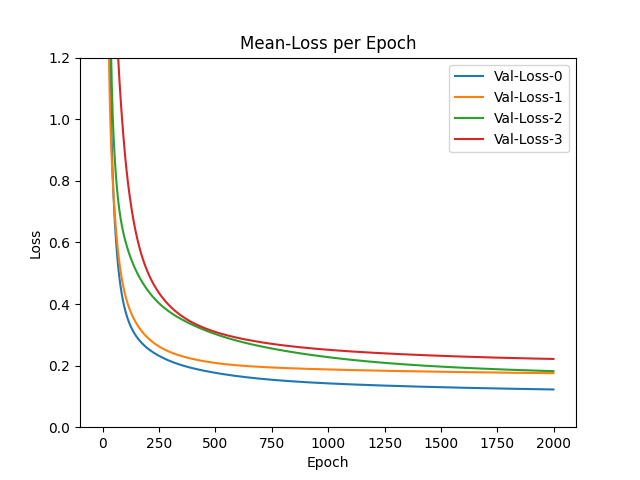 Mean-Loss per Epoch
Val-Loss-0
Val-Loss-1
Val-Loss-2
Val-Loss-3
1.2
1.0
0.8
0.6
0.4
0.2
0.0
Loss
0 250 500 750 1000 1250 1500 1750 2000
Epoch